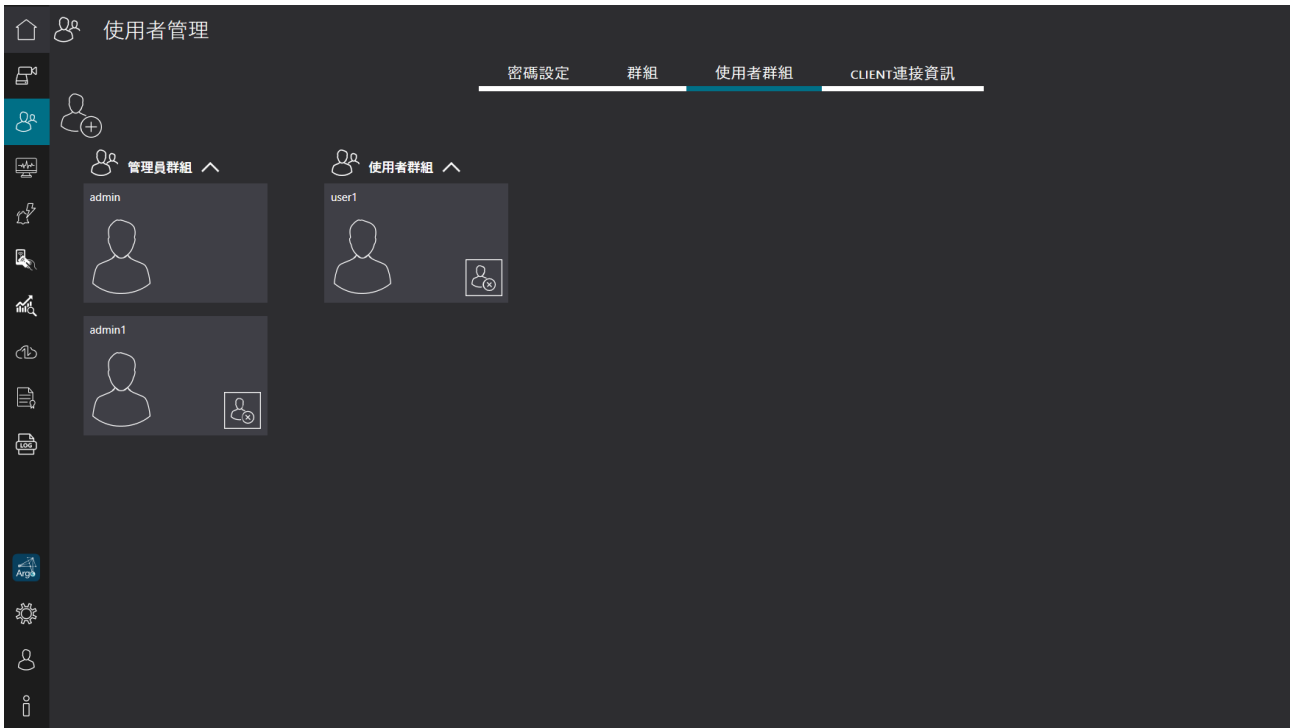 使用者管理
密碼設定 群組 使用者群組 CLIENT連接資訊
管理員群組 使用者群組
admin user1
admin1
LOG
Argo